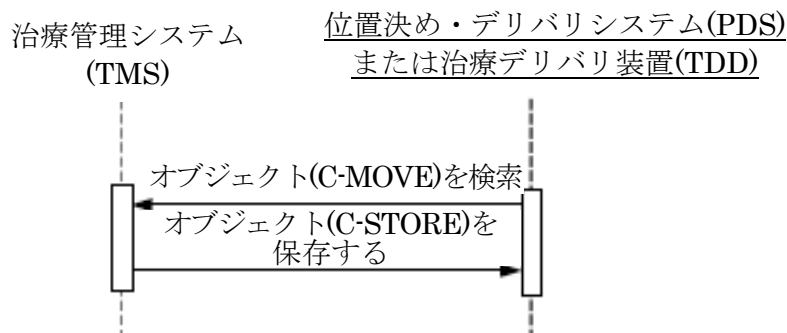 治療管理システム
(TMS)
位置決め・デリバリシステム(PDS)
または治療デリバリ装置(TDD)
オブジェクト(C-MOVE)を検索
オブジェクト(C-STORE)を
保存する